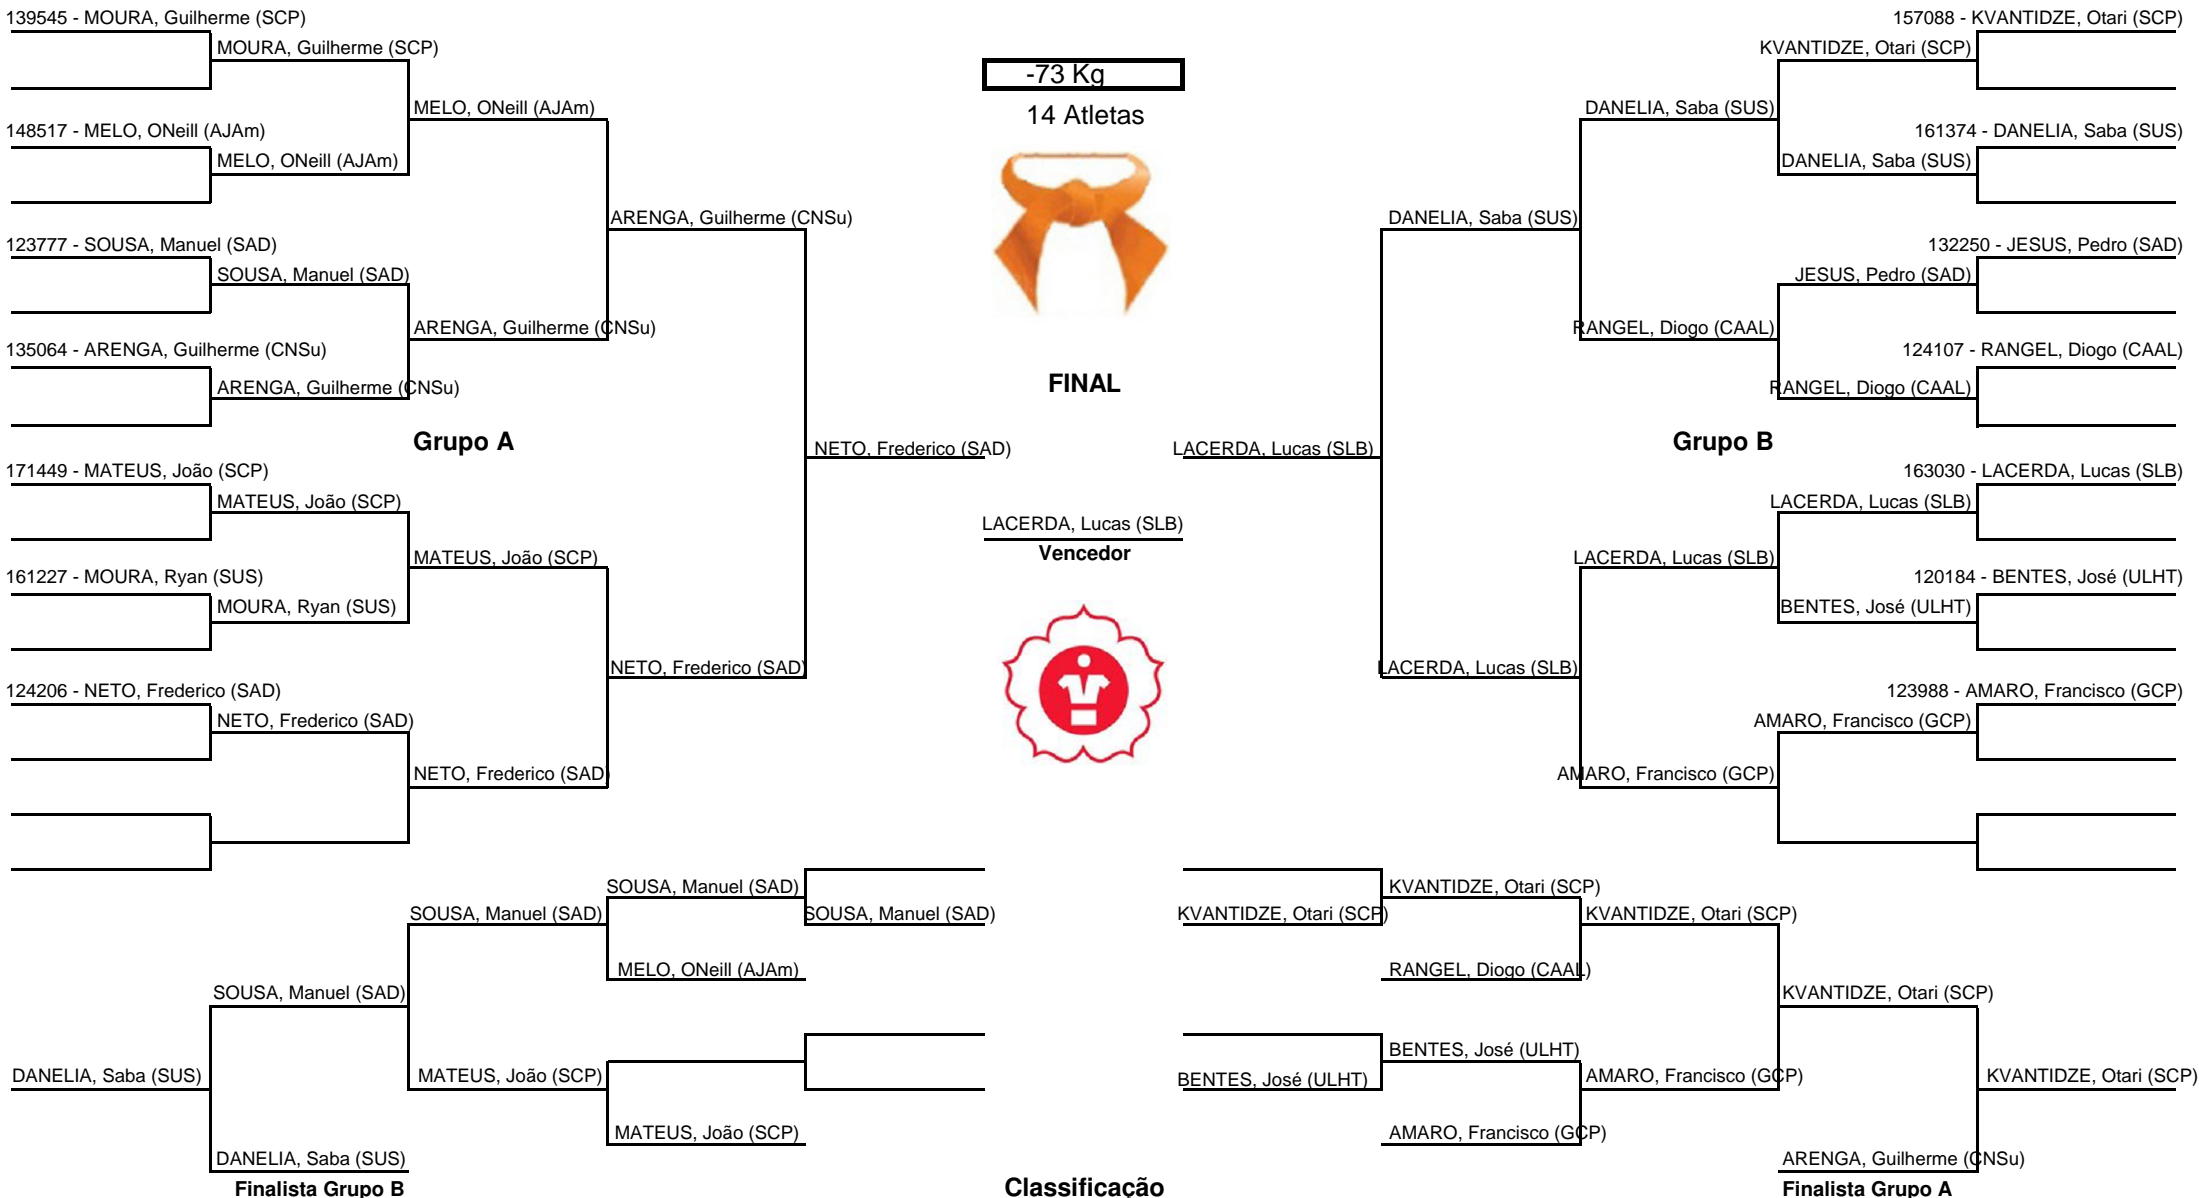 139545 - MOURA, Guilherme (SCP)
MOURA, Guilherme (SCP)
MELO, ONeill (AJAm)
148517 - MELO, ONeill (AJAm)
MELO, ONeill (AJAm)
ARENGA, Guilherme (CNSu)
123777 - SOUSA, Manuel (SAD)
SOUSA, Manuel (SAD)
ARENGA, Guilherme (CNSu)
135064 - ARENGA, Guilherme (CNSu)
ARENGA, Guilherme (CNSu)
Grupo A
NETO, Frederico (SAD)
171449 - MATEUS, João (SCP)
MATEUS, João (SCP)
MATEUS, João (SCP)
161227 - MOURA, Ryan (SUS)
MOURA, Ryan (SUS)
NETO, Frederico (SAD)
124206 - NETO, Frederico (SAD)
NETO, Frederico (SAD)
NETO, Frederico (SAD)
-73 Kg
14 Atletas
FINAL
LACERDA, Lucas (SLB)
Vencedor
157088 - KVANTIDZE, Otari (SCP)
KVANTIDZE, Otari (SCP)
DANELIA, Saba (SUS)
161374 - DANELIA, Saba (SUS)
DANELIA, Saba (SUS)
DANELIA, Saba (SUS)
132250 - JESUS, Pedro (SAD)
JESUS, Pedro (SAD)
RANGEL, Diogo (CAAL)
124107 - RANGEL, Diogo (CAAL)
RANGEL, Diogo (CAAL)
Grupo B
LACERDA, Lucas (SLB)
163030 - LACERDA, Lucas (SLB)
LACERDA, Lucas (SLB)
LACERDA, Lucas (SLB)
120184 - BENTES, José (ULHT)
BENTES, José (ULHT)
LACERDA, Lucas (SLB)
123988 - AMARO, Francisco (GCP)
AMARO, Francisco (GCP)
AMARO, Francisco (GCP)
SOUSA, Manuel (SAD)
SOUSA, Manuel (SAD)
SOUSA, Manuel (SAD)
MELO, ONeill (AJAm)
SOUSA, Manuel (SAD)
DANELIA, Saba (SUS)
MATEUS, João (SCP)
MATEUS, João (SCP)
DANELIA, Saba (SUS)
Finalista Grupo B
KVANTIDZE, Otari (SCP)
KVANTIDZE, Otari (SCP)
KVANTIDZE, Otari (SCP)
RANGEL, Diogo (CAAL)
KVANTIDZE, Otari (SCP)
BENTES, José (ULHT)
BENTES, José (ULHT)
AMARO, Francisco (GCP)
KVANTIDZE, Otari (SCP)
AMARO, Francisco (GCP)
ARENGA, Guilherme (CNSu)
Classificação
Finalista Grupo A